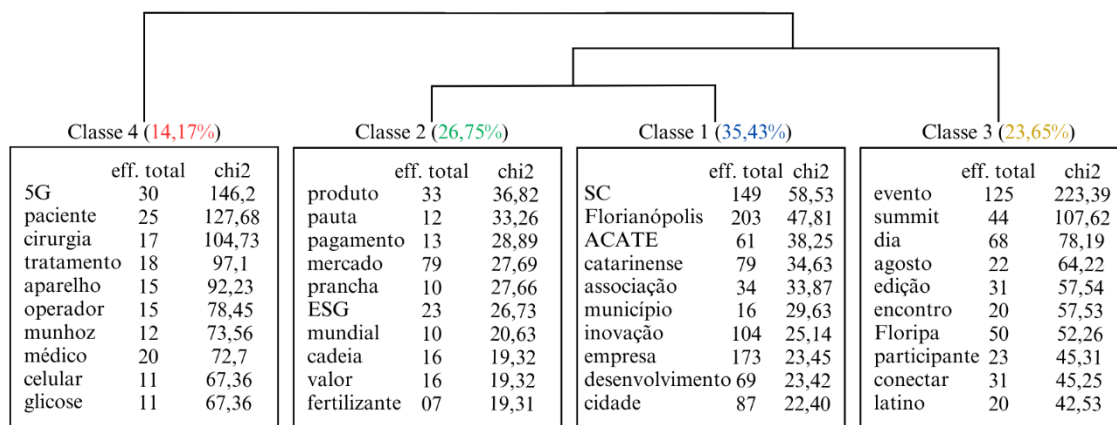 Classe 4 (14,17%)
eff. total chi2
5G 30 146,2
paciente 25 127,68
cirurgia 17 104,73
tratamento 18 97,1
aparelho 15 92,23
operador 15 78,45
munhoz 12 73,56
médico 20 72,7
celular 11 67,36
glicose 11 67,36
Classe 2 (26,75%)
eff. total chi2
produto 33 36,82
pauta 12 33,26
pagamento 13 28,89
mercado 79 27,69
prancha 10 27,66
ESG 23 26,73
mundial 10 20,63
cadeia 16 19,32
valor 16 19,32
fertilizante 07 19,31
Classe 1 (35,43%)
eff. total chi2
SC 149 58,53
Florianópolis 203 47,81
ACATE 61 38,25
catarinense 79 34,63
associação 34 33,87
município 16 29,63
inovação 104 25,14
empresa 173 23,45
desenvolvimento 69 23,42
cidade 87 22,40
Classe 3 (23,65%)
eff. total chi2
evento 125 223,39
summit 44 107,62
dia 68 78,19
agosto 22 64,22
edição 31 57,54
encontro 20 57,53
Floripa 50 52,26
participante 23 45,31
conectar 31 45,25
latino 20 42,53